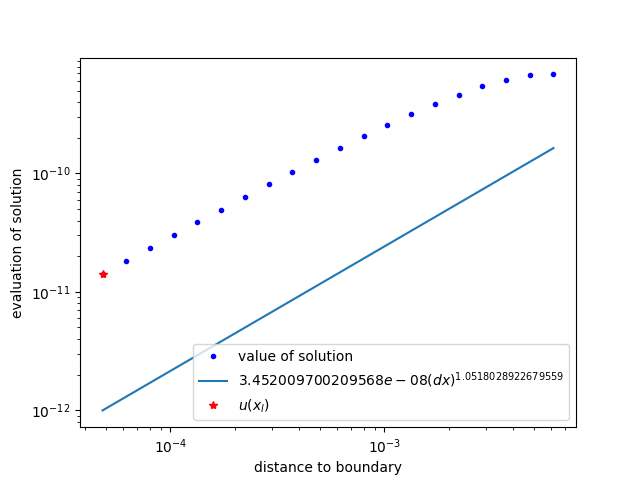 10⁻¹⁰
10⁻¹¹
10⁻¹²
evaluation of solution
value of solution
3.452009700209568e − 08(dx)^1.0518028922679559
u(x_l)
10⁻⁴
10⁻³
distance to boundary